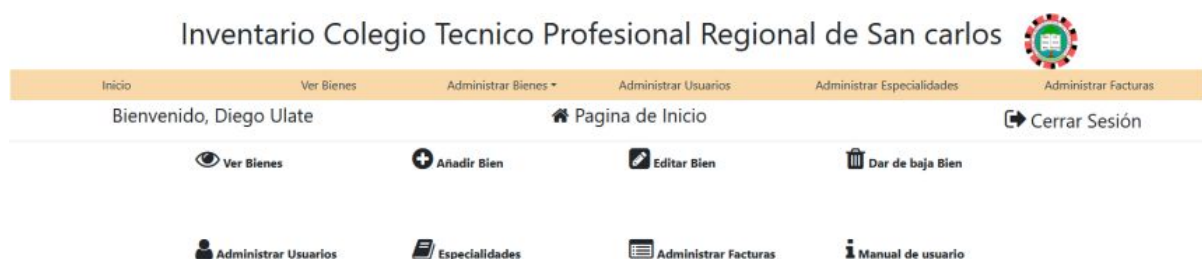 Inventario Colegio Tecnico Profesional Regional de San carlos
Inicio Ver Bienes Administrar Bienes Administrar Usuarios Administrar Especialidades Administrar Facturas
Bienvenido, Diego Ulate Pagina de Inicio Cerrar Sesión
Ver Bienes Añadir Bien Editar Bien Dar de baja Bien
Administrar Usuarios Especialidades Administrar Facturas Manual de usuario